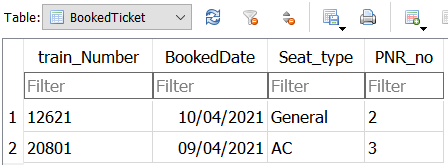 Table: BookedTicket
train_Number BookedDate Seat_type PNR_no
Filter Filter Filter Filter
1 12621 10/04/2021 General 2
2 20801 09/04/2021 AC 3